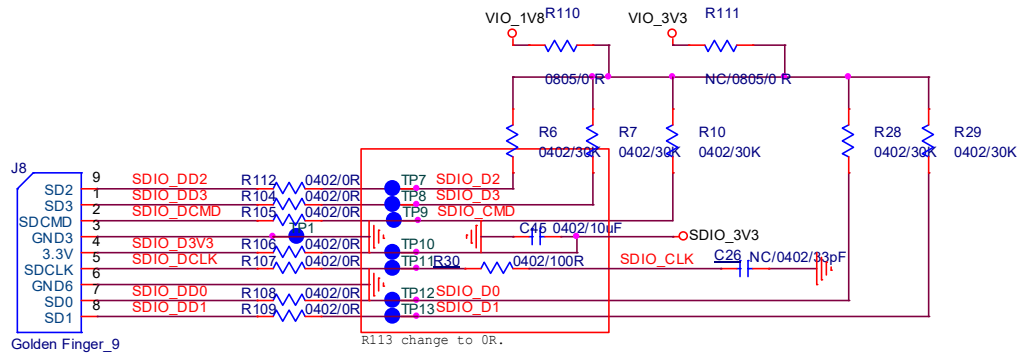 VIO_1V8 R110 VIO_3V3 R111
0805/0 R NC/0805/0 R
R6 R7 R10 R28 R29
0402/30K 0402/30K 0402/30K 0402/30K 0402/30K
J8
9 SD2 SDIO_DD2 R112 0402/0R TP7 SDIO_D2
1 SD3 SDIO_DD3 R104 0402/0R TP8 SDIO_D3
2 SDCMD SDIO_DCMD R105 0402/0R TP9 SDIO_CMD
3 GND3 TP1 C45 0402/10uF SDIO_3V3
4 3.3V SDIO_D3V3 R106 0402/0R TP10
5 SDCLK SDIO_DCLK R107 0402/0R TP11 R30 0402/100R SDIO_CLK C26 NC/0402/33pF
6 GND6
7 SD0 SDIO_DD0 R108 0402/0R TP12 SDIO_D0
8 SD1 SDIO_DD1 R109 0402/0R TP13 SDIO_D1
Golden Finger_9
R113 change to 0R.